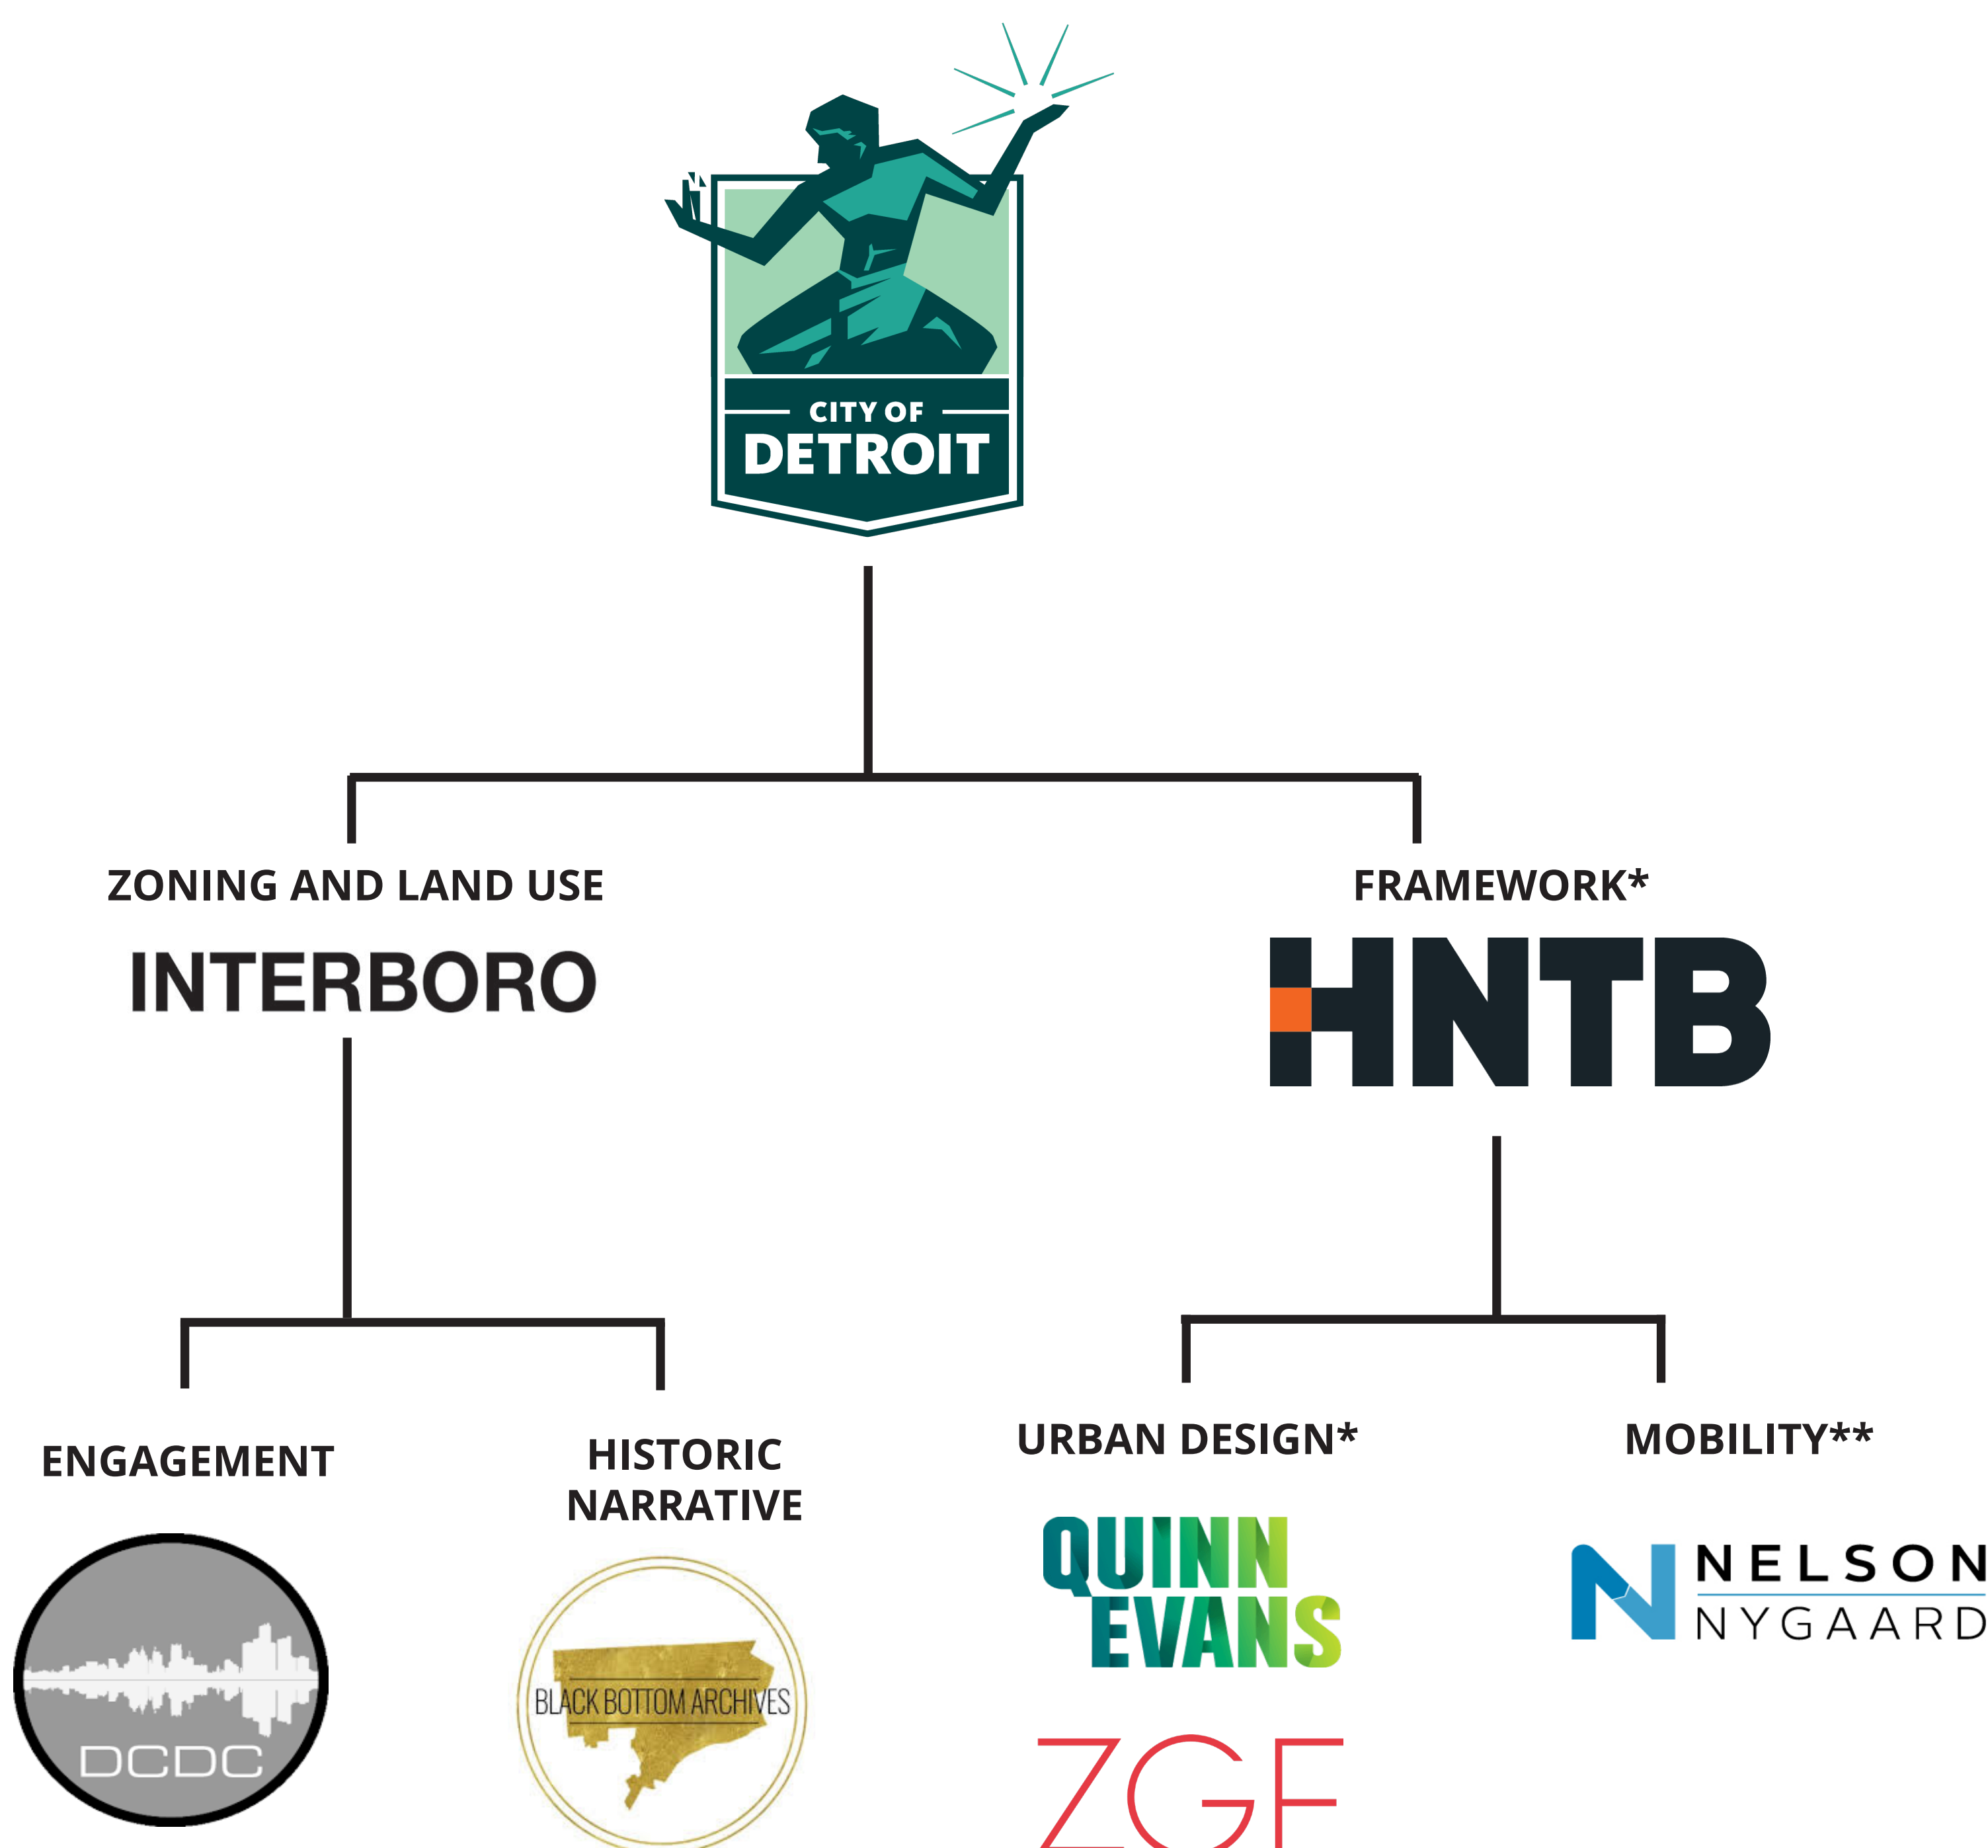 CITY OF
DETROIT
ZONING AND LAND USE
INTERBORO
FRAMEWORK*
HNTB
ENGAGEMENT
DCDC
HISTORIC
NARRATIVE
BLACK BOTTOM ARCHIVES
URBAN DESIGN*
QUINN
EVANS
ZGF
MOBILITY**
NELSON
NYGAARD